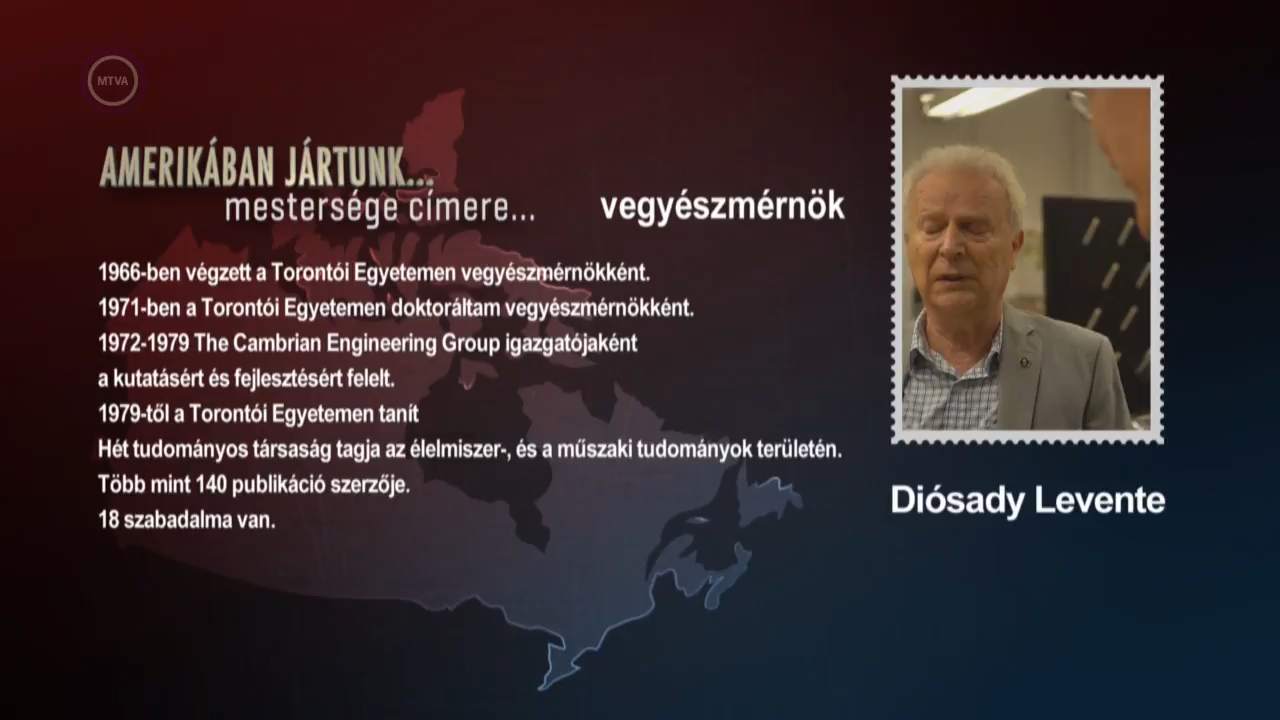 MTVA
AMERIKÁBAN JÁRTUNK...
mestersége címere...
vegyészmérnök
1966-ben végzett a Torontói Egyetemen vegyészmérnökként.
1971-ben a Torontói Egyetemen doktoráltam vegyészmérnökként.
1972-1979 The Cambrian Engineering Group igazgatójaként
a kutatásért és fejlesztésért felelt.
1979-től a Torontói Egyetemen tanít
Hét tudományos társaság tagja az élelmiszer-, és a műszaki tudományok területén.
Több mint 140 publikáció szerzője.
18 szabadalma van.
Diósady Levente